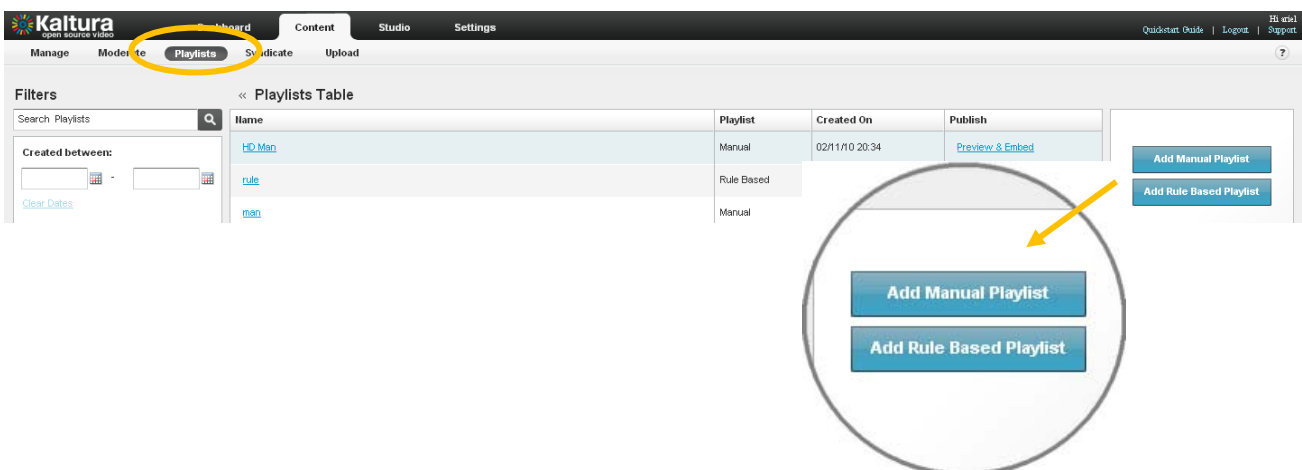 Kaltura
open source video
Dashboard Content Studio Settings
Hi ariel
Quickstart Guide | Logout | Support
Manage Moderate Playlists Syndicate Upload
?
Filters
« Playlists Table
Search Playlists
Name Playlist Created On Publish
Created between:
-
Clear Dates
HD Man Manual 02/11/10 20:34 Preview & Embed
rule Rule Based
man Manual
Add Manual Playlist
Add Rule Based Playlist
Add Manual Playlist
Add Rule Based Playlist